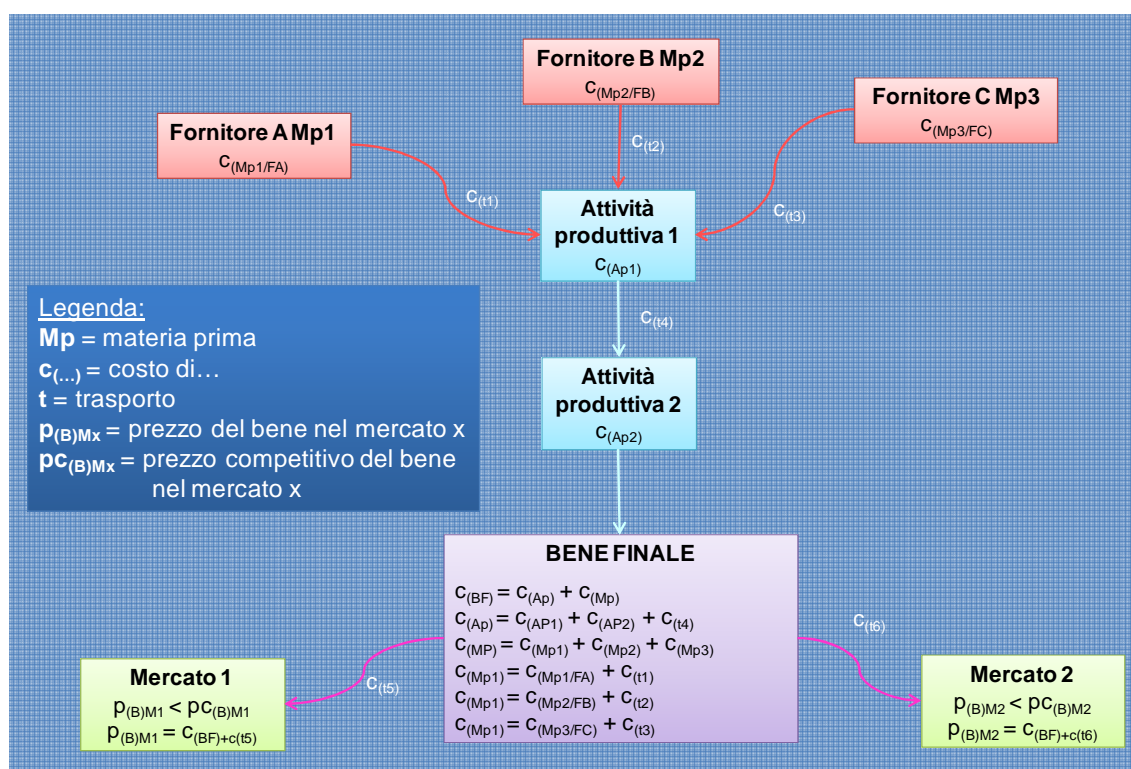 Fornitore B Mp2
c(Mp2/FB)
Fornitore C Mp3
c(Mp3/FC)
Fornitore A Mp1
c(Mp1/FA)
c(t2)
c(t1)
c(t3)
Attività
produttiva 1
c(Ap1)
c(t4)
Legenda:
Mp = materia prima
c(...) = costo di…
t = trasporto
p(B)Mx = prezzo del bene nel mercato x
pc(B)Mx = prezzo competitivo del bene
nel mercato x
Attività
produttiva 2
c(Ap2)
BENE FINALE
c(BF) = c(Ap) + c(Mp)
c(Ap) = c(AP1) + c(AP2) + c(t4)
c(MP) = c(Mp1) + c(Mp2) + c(Mp3)
c(Mp1) = c(Mp1/FA) + c(t1)
c(Mp1) = c(Mp2/FB) + c(t2)
c(Mp1) = c(Mp3/FC) + c(t3)
c(t5)
c(t6)
Mercato 1
p(B)M1 < pc(B)M1
p(B)M1 = c(BF)+c(t5)
Mercato 2
p(B)M2 < pc(B)M2
p(B)M2 = c(BF)+c(t6)